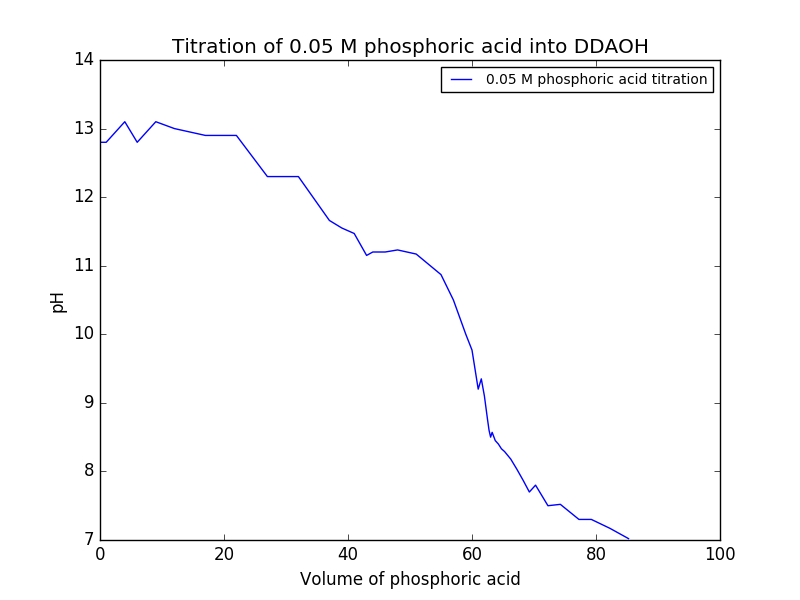 Titration of 0.05 M phosphoric acid into DDAOH
0.05 M phosphoric acid titration
14
13
12
11
10
9
8
7
pH
0 20 40 60 80 100
Volume of phosphoric acid